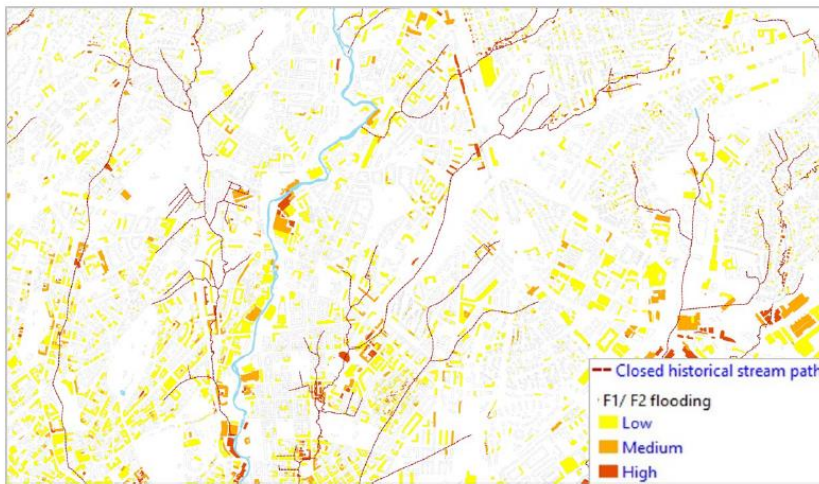 Closed historical stream path
F1/ F2 flooding
Low
Medium
High